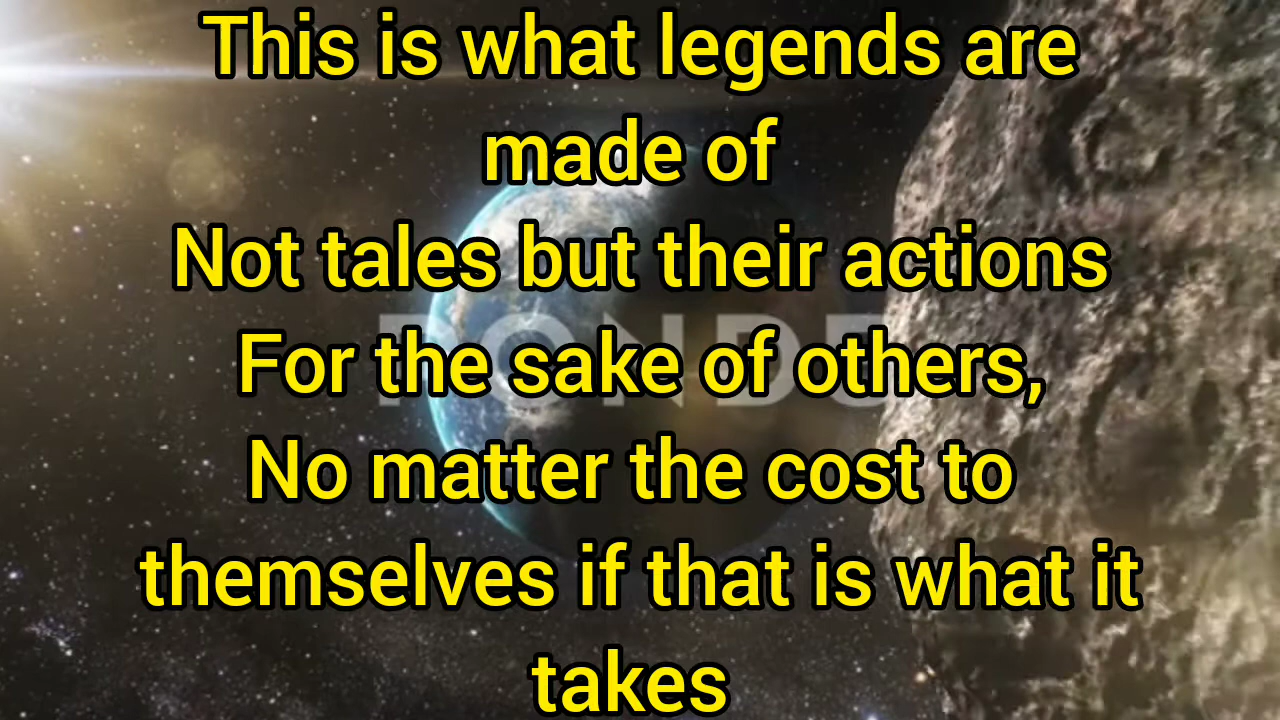 This is what legends are
made of
Not tales but their actions
For the sake of others,
No matter the cost to
themselves if that is what it
takes